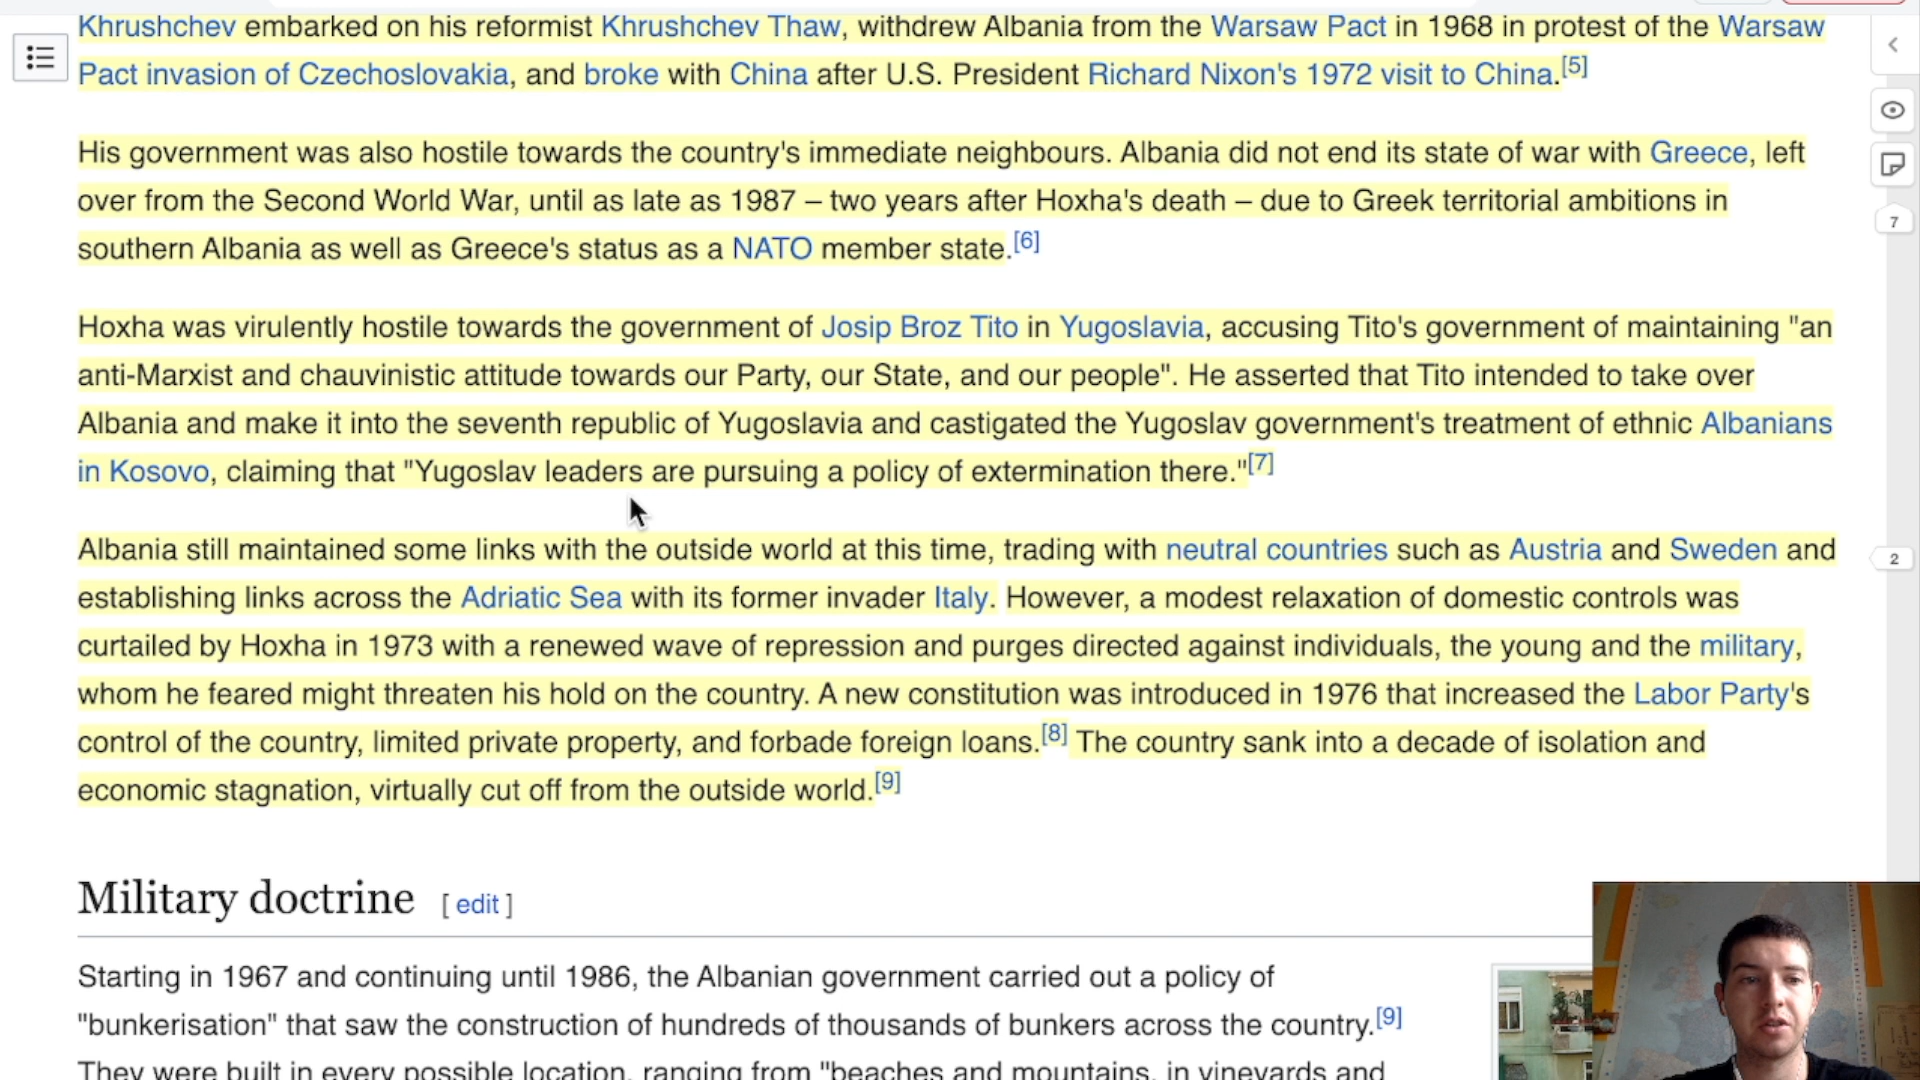 Khrushchev embarked on his reformist Khrushchev Thaw, withdrew Albania from the Warsaw Pact in 1968 in protest of the Warsaw
Pact invasion of Czechoslovakia, and broke with China after U.S. President Richard Nixon's 1972 visit to China.[5]
His government was also hostile towards the country's immediate neighbours. Albania did not end its state of war with Greece, left
over from the Second World War, until as late as 1987 – two years after Hoxha's death – due to Greek territorial ambitions in
southern Albania as well as Greece's status as a NATO member state.[6]
7
Hoxha was virulently hostile towards the government of Josip Broz Tito in Yugoslavia, accusing Tito's government of maintaining "an
anti-Marxist and chauvinistic attitude towards our Party, our State, and our people". He asserted that Tito intended to take over
Albania and make it into the seventh republic of Yugoslavia and castigated the Yugoslav government's treatment of ethnic Albanians
in Kosovo, claiming that "Yugoslav leaders are pursuing a policy of extermination there."[7]
Albania still maintained some links with the outside world at this time, trading with neutral countries such as Austria and Sweden and
2
establishing links across the Adriatic Sea with its former invader Italy. However, a modest relaxation of domestic controls was
curtailed by Hoxha in 1973 with a renewed wave of repression and purges directed against individuals, the young and the military,
whom he feared might threaten his hold on the country. A new constitution was introduced in 1976 that increased the Labor Party's
control of the country, limited private property, and forbade foreign loans.[8] The country sank into a decade of isolation and
economic stagnation, virtually cut off from the outside world.[9]
Military doctrine [ edit ]
Starting in 1967 and continuing until 1986, the Albanian government carried out a policy of
"bunkerisation" that saw the construction of hundreds of thousands of bunkers across the country.[9]
They were built in every possible location, ranging from "beaches and mountains, in vineyards and